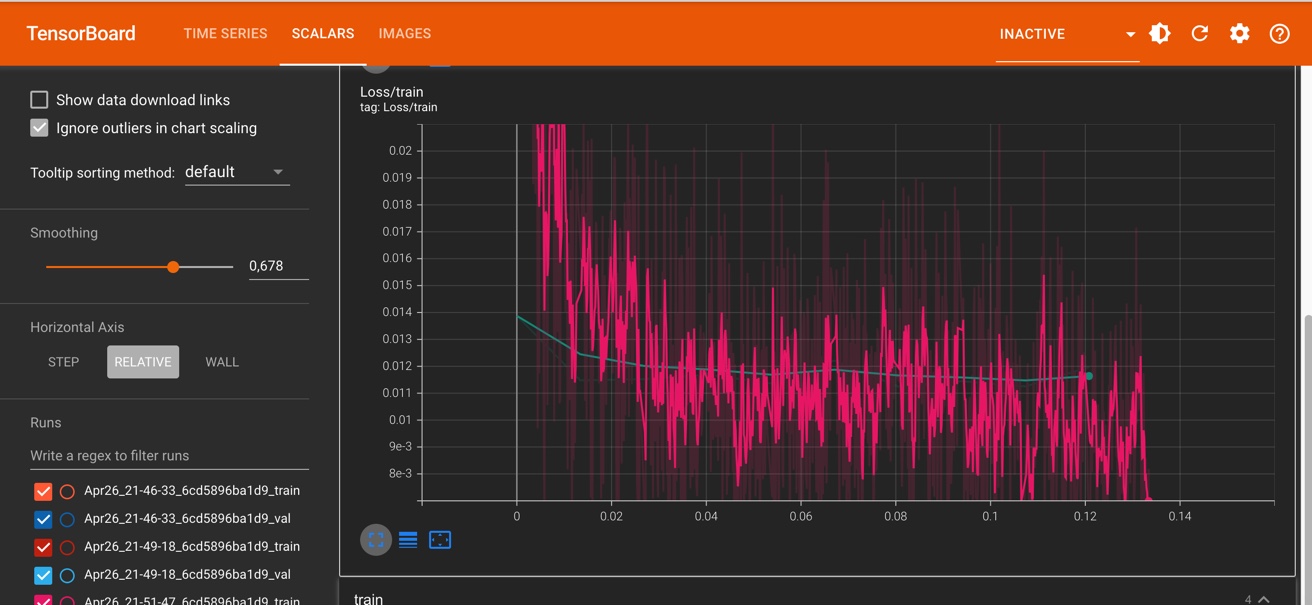 TensorBoard TIME SERIES SCALARS IMAGES INACTIVE
Show data download links
Ignore outliers in chart scaling
Tooltip sorting method: default
Smoothing
0,678
Horizontal Axis
STEP RELATIVE WALL
Runs
Write a regex to filter runs
Apr26_21-46-33_6cd5896ba1d9_train
Apr26_21-46-33_6cd5896ba1d9_val
Apr26_21-49-18_6cd5896ba1d9_train
Apr26_21-49-18_6cd5896ba1d9_val
Apr26_21-51-47_6cd5896ba1d9_train
Loss/train
tag: Loss/train
0.02
0.019
0.018
0.017
0.016
0.015
0.014
0.013
0.012
0.011
0.01
9e-3
8e-3
0 0.02 0.04 0.06 0.08 0.1 0.12 0.14
train 4